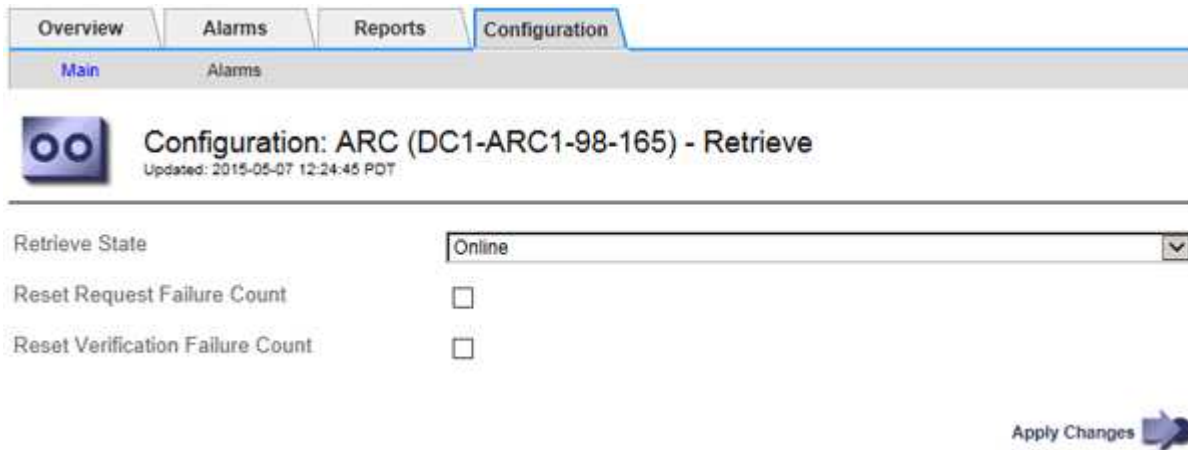 Overview Alarms Reports Configuration
Main Alarms
Configuration: ARC (DC1-ARC1-98-165) - Retrieve
Updated: 2015-05-07 12:24:45 PDT
Retrieve State Online
Reset Request Failure Count
Reset Verification Failure Count
Apply Changes